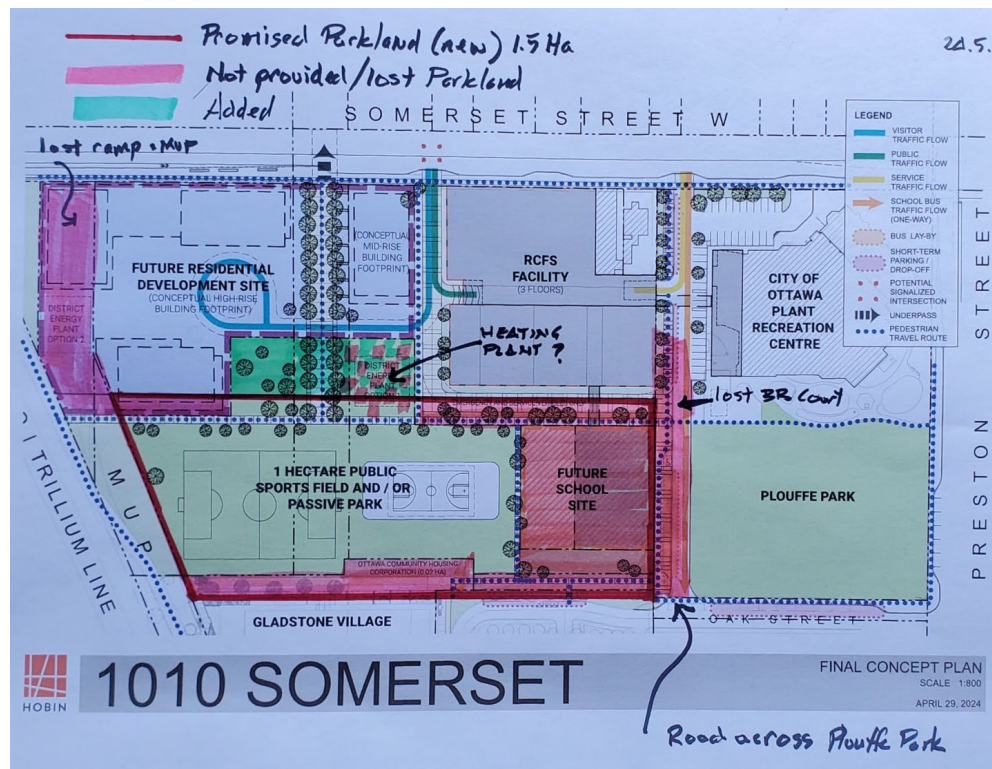 Promised Parkland (new) 1.5 Ha
24.5.
Not provided/lost Parkland
Added
SOMERSET STREET W
lost ramp + MUP
LEGEND
VISITOR
TRAFFIC FLOW
PUBLIC
TRAFFIC FLOW
SERVICE
TRAFFIC FLOW
SCHOOL BUS
TRAFFIC FLOW
(ONE-WAY)
BUS LAY-BY
SHORT-TERM
PARKING /
DROP-OFF
POTENTIAL
SIGNALIZED
INTERSECTION
UNDERPASS
PEDESTRIAN
TRAVEL ROUTE
PRESTON STREET
(CONCEPTUAL
MID-RISE
BUILDING
FOOTPRINT)
FUTURE RESIDENTIAL
DEVELOPMENT SITE
(CONCEPTUAL HIGH-RISE
BUILDING FOOTPRINT)
RCFS
FACILITY
(3 FLOORS)
CITY OF
OTTAWA
PLANT
RECREATION
CENTRE
DISTRICT
ENERGY
PLANT
OPTION 2
HEATING
PLANT?
DISTRICT
ENERGY
PLANT
lost BB Court
O TRILLIUM LINE
MUP
1 HECTARE PUBLIC
SPORTS FIELD AND / OR
PASSIVE PARK
FUTURE
SCHOOL
SITE
PLOUFFE PARK
OTTAWA COMMUNITY HOUSING
CORPORATION (0.02 HA)
GLADSTONE VILLAGE
OAK STREET
HOBIN
1010 SOMERSET
FINAL CONCEPT PLAN
SCALE 1:800
APRIL 29, 2024
Road across Plouffe Park